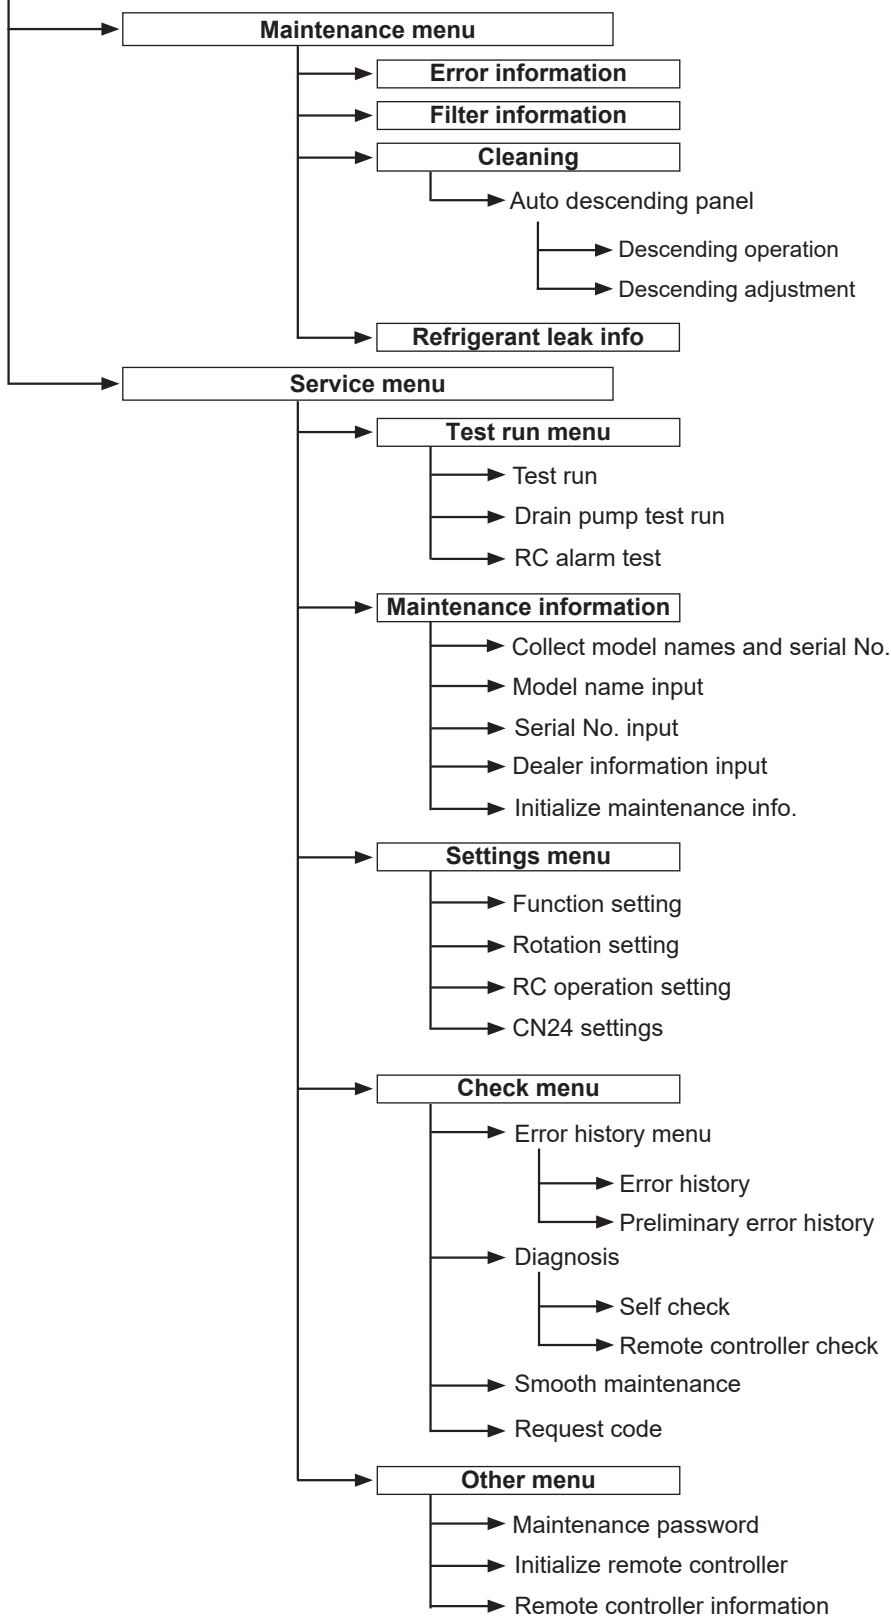 Maintenance menu
Error information
Filter information
Cleaning
Auto descending panel
Descending operation
Descending adjustment
Refrigerant leak info
Service menu
Test run menu
Test run
Drain pump test run
RC alarm test
Maintenance information
Collect model names and serial No.
Model name input
Serial No. input
Dealer information input
Initialize maintenance info.
Settings menu
Function setting
Rotation setting
RC operation setting
CN24 settings
Check menu
Error history menu
Error history
Preliminary error history
Diagnosis
Self check
Remote controller check
Smooth maintenance
Request code
Other menu
Maintenance password
Initialize remote controller
Remote controller information